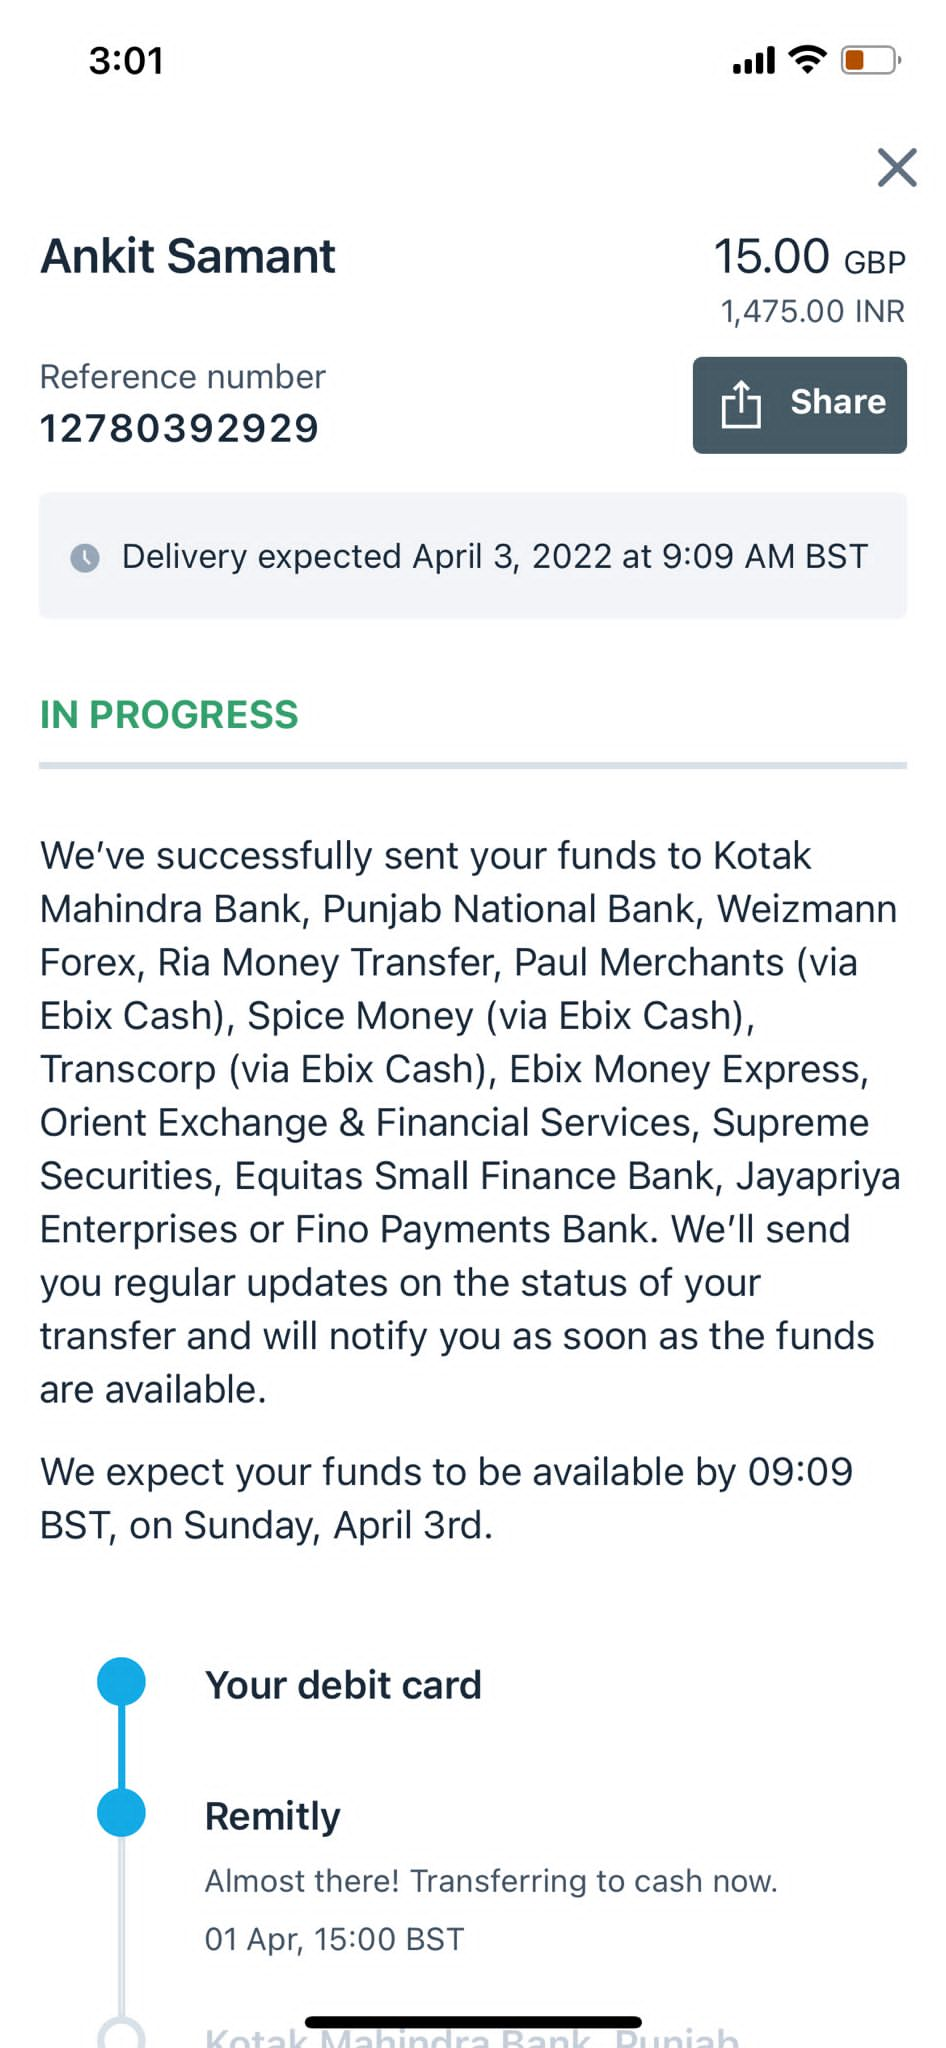 3:01
Ankit Samant
15.00 GBP
1,475.00 INR
Reference number
12780392929
Share
Delivery expected April 3, 2022 at 9:09 AM BST
IN PROGRESS
We’ve successfully sent your funds to Kotak
Mahindra Bank, Punjab National Bank, Weizmann
Forex, Ria Money Transfer, Paul Merchants (via
Ebix Cash), Spice Money (via Ebix Cash),
Transcorp (via Ebix Cash), Ebix Money Express,
Orient Exchange & Financial Services, Supreme
Securities, Equitas Small Finance Bank, Jayapriya
Enterprises or Fino Payments Bank. We’ll send
you regular updates on the status of your
transfer and will notify you as soon as the funds
are available.
We expect your funds to be available by 09:09
BST, on Sunday, April 3rd.
Your debit card
Remitly
Almost there! Transferring to cash now.
01 Apr, 15:00 BST
Kotak Mahindra Bank, Punjab